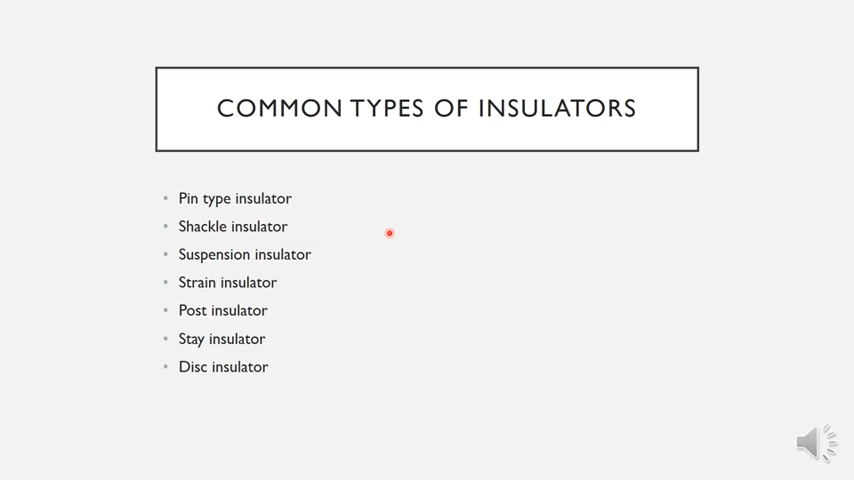 COMMON TYPES OF INSULATORS
Pin type insulator
Shackle insulator
Suspension insulator
Strain insulator
Post insulator
Stay insulator
Disc insulator